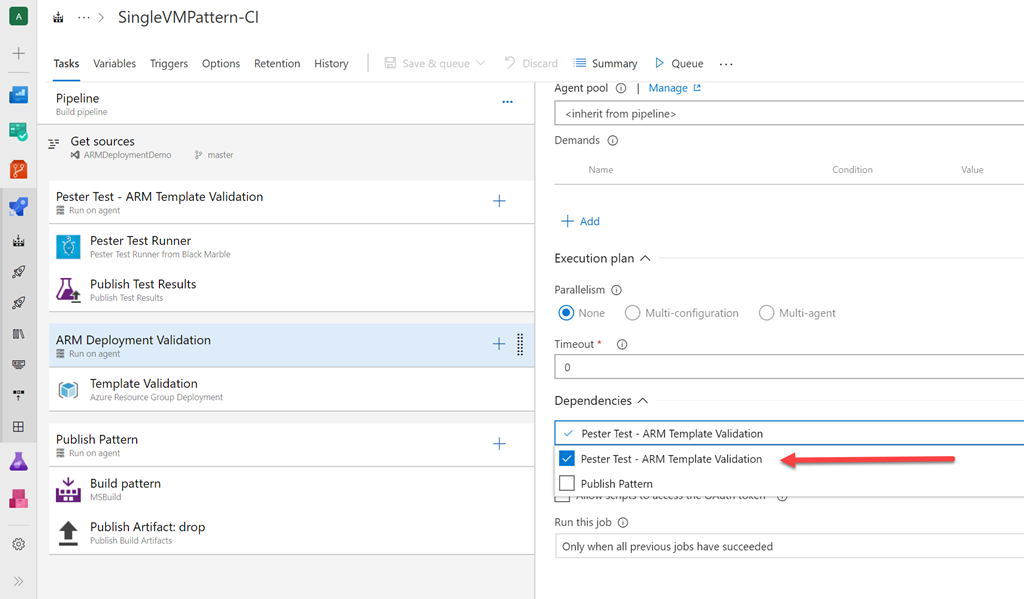 A
... > SingleVMPattern-CI
Tasks Variables Triggers Options Retention History | Save & queue Discard Summary Queue ...
Pipeline
Build pipeline
Get sources
ARMDeploymentDemo master
Pester Test - ARM Template Validation
Run on agent
Pester Test Runner
Pester Test Runner from Black Marble
Publish Test Results
Publish Test Results
ARM Deployment Validation
Run on agent
Template Validation
Azure Resource Group Deployment
Publish Pattern
Run on agent
Build pattern
MSBuild
Publish Artifact: drop
Publish Build Artifacts
Agent pool | Manage
<inherit from pipeline>
Demands
Name Condition Value
+ Add
Execution plan
Parallelism
None Multi-configuration Multi-agent
Timeout *
0
Dependencies
Pester Test - ARM Template Validation
Pester Test - ARM Template Validation
Publish Pattern
Allow scripts to access the OAuth token
Run this job
Only when all previous jobs have succeeded